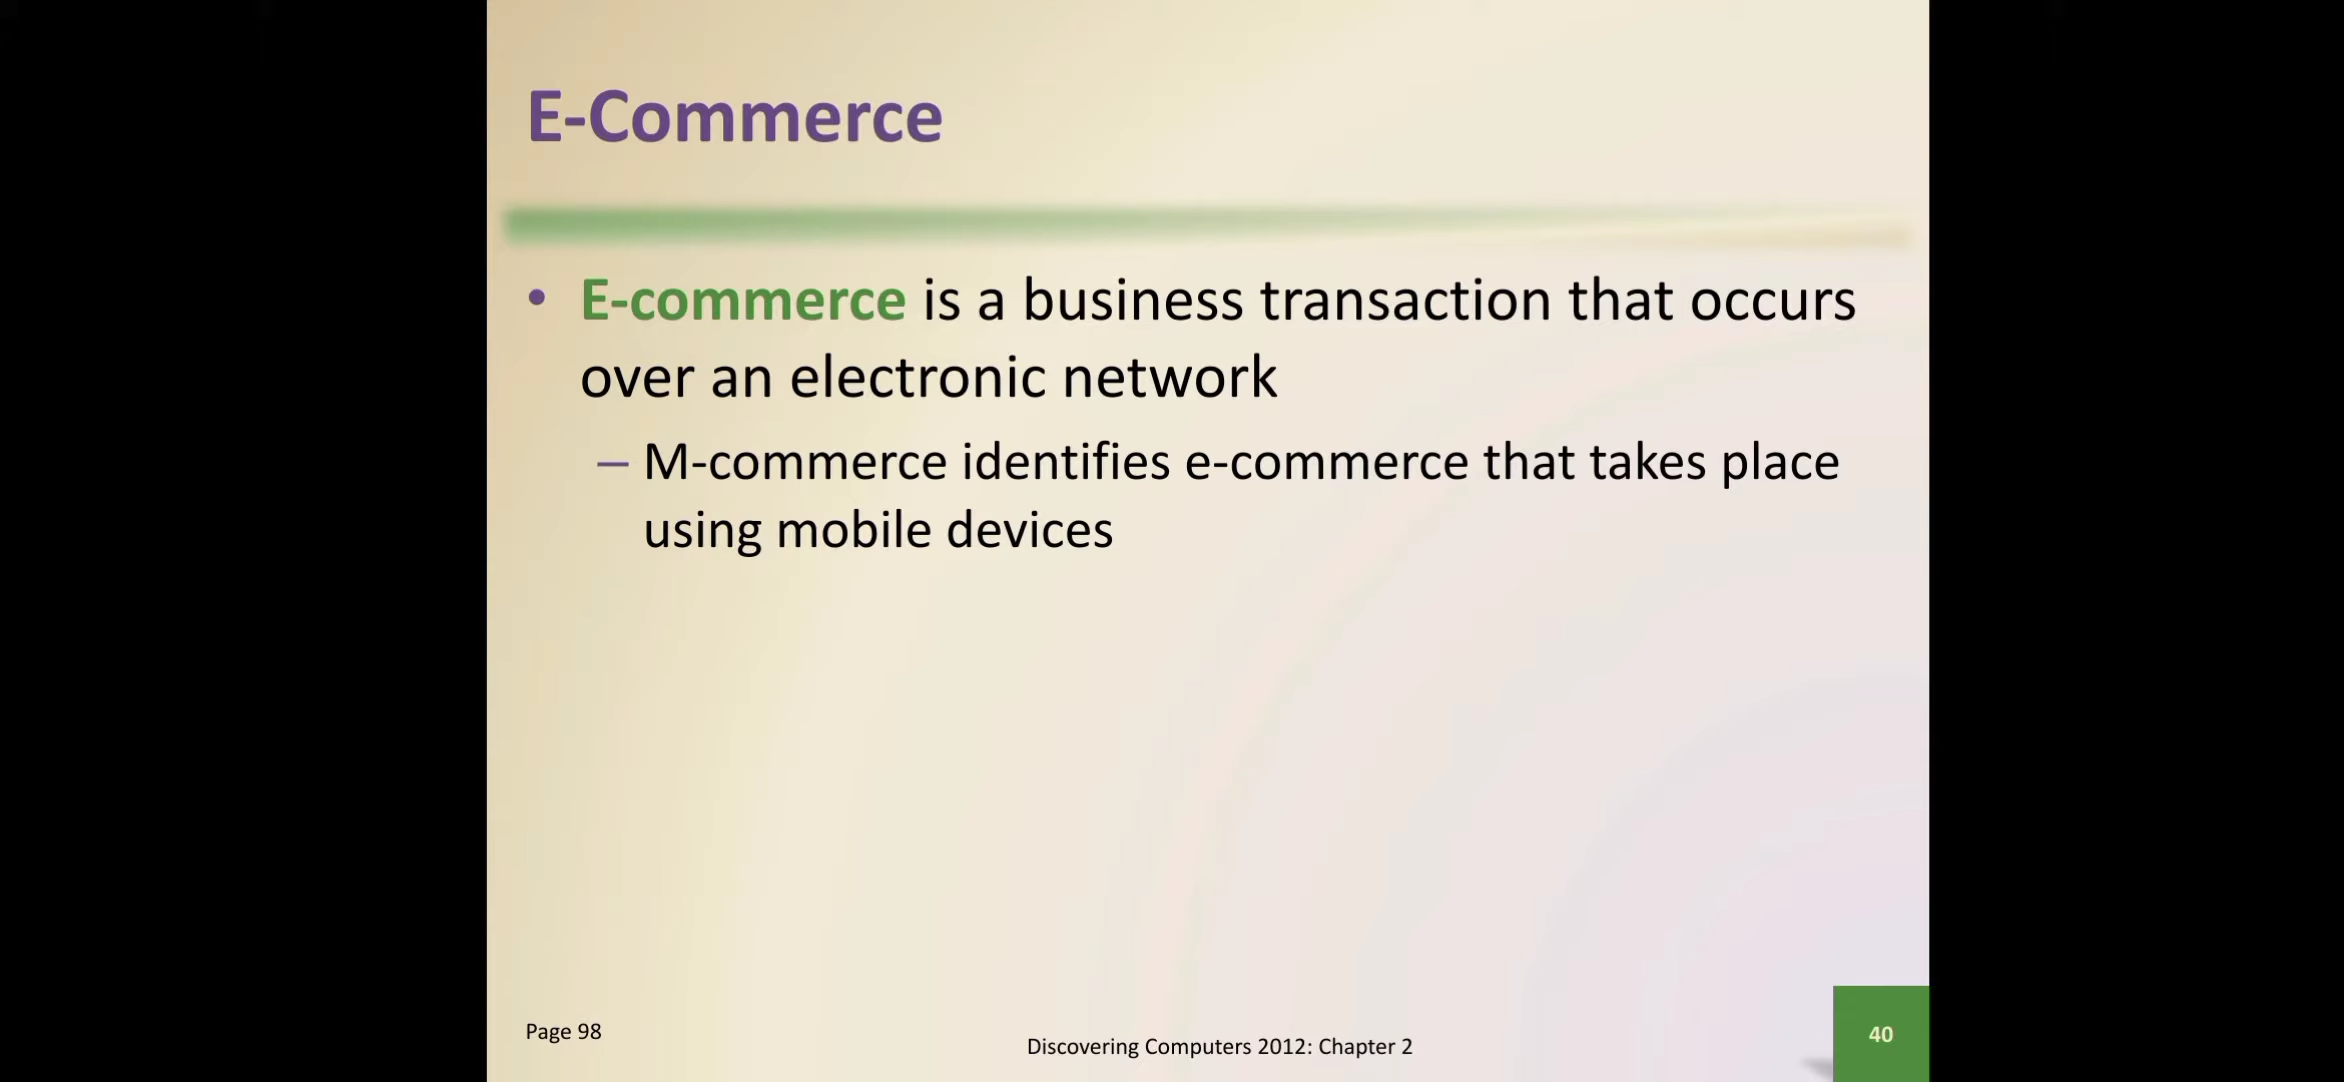 E-Commerce
• E-commerce is a business transaction that occurs
over an electronic network
– M-commerce identifies e-commerce that takes place
using mobile devices
Page 98
Discovering Computers 2012: Chapter 2
40